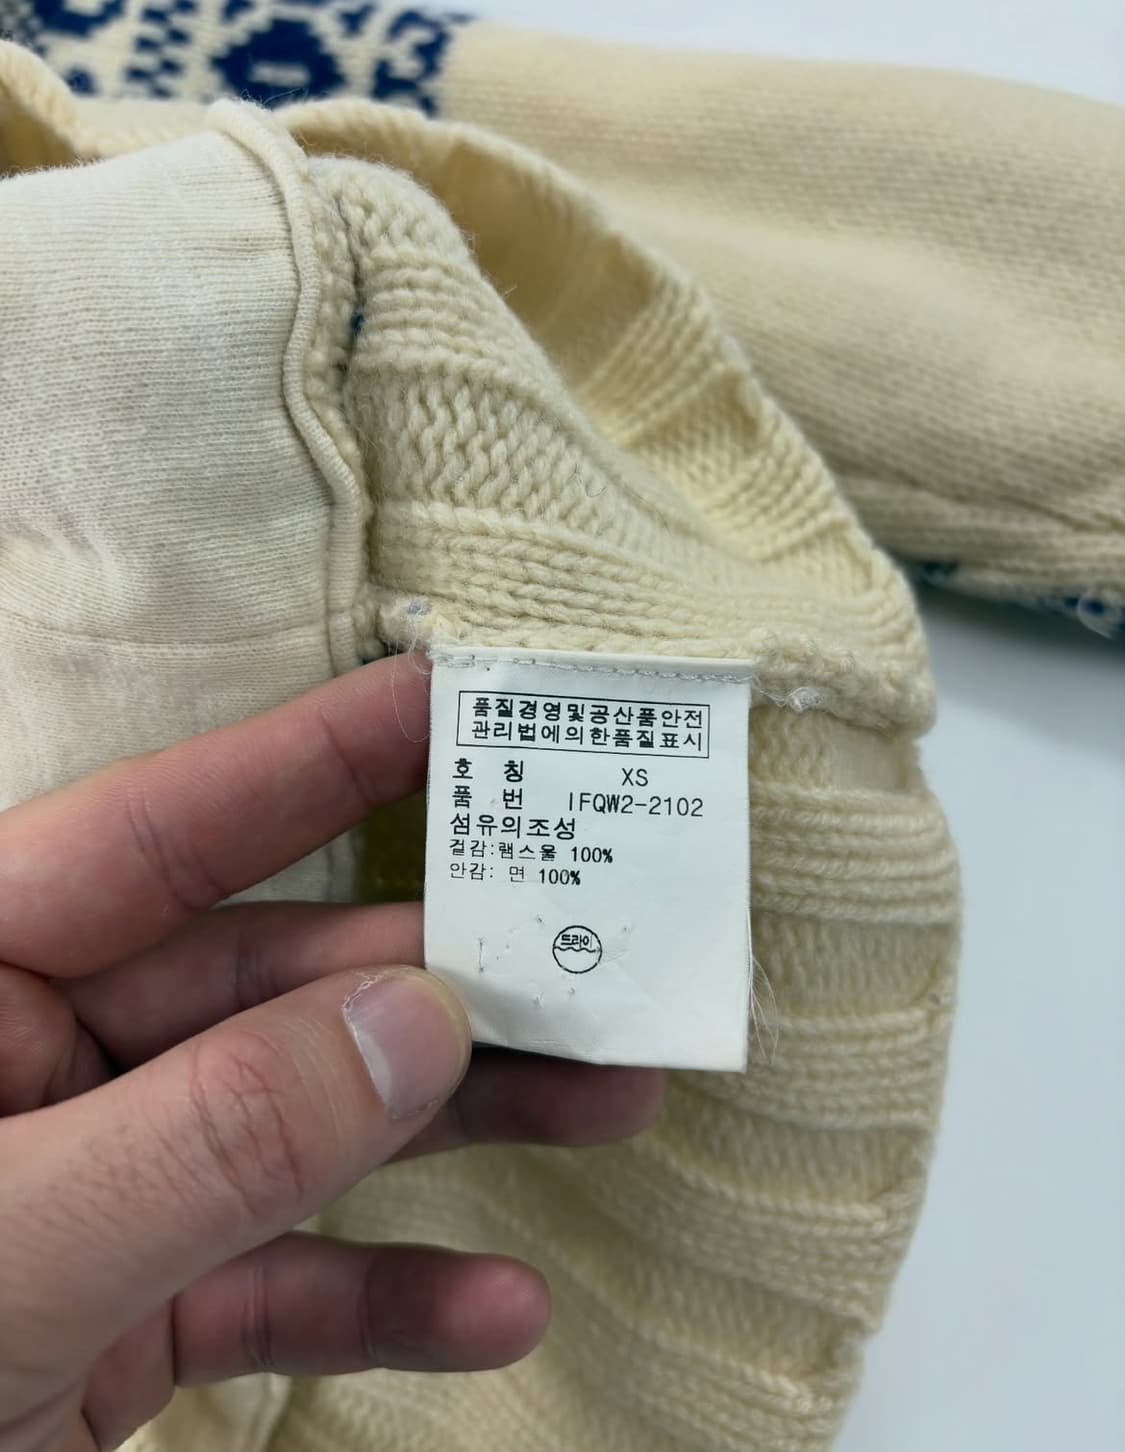 품질경영및공산품안전
관리법에의한품질표시
호 칭 XS
품 번 IFQW2-2102
섬유의조성
겉감:램스울 100%
안감: 면 100%
드라이